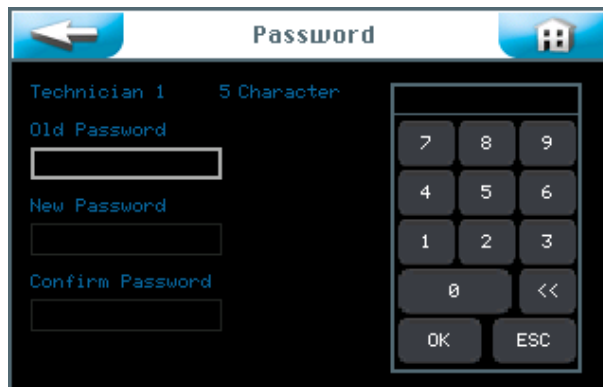 Password
Technician 1 5 Character
Old Password
New Password
Confirm Password
7 8 9
4 5 6
1 2 3
0 <<
OK ESC